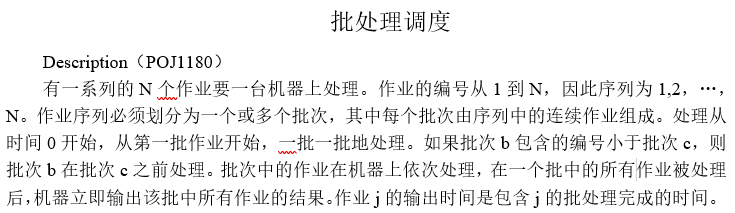 批处理调度
Description（POJ1180）
有一系列的 N 个作业要一台机器上处理。作业的编号从 1 到 N，因此序列为 1,2，…，
N。作业序列必须划分为一个或多个批次，其中每个批次由序列中的连续作业组成。处理从
时间 0 开始，从第一批作业开始，一批一批地处理。如果批次 b 包含的编号小于批次 c，则
批次 b 在批次 c 之前处理。批次中的作业在机器上依次处理，在一个批中的所有作业被处理
后，机器立即输出该批中所有作业的结果。作业 j 的输出时间是包含 j 的批处理完成的时间。